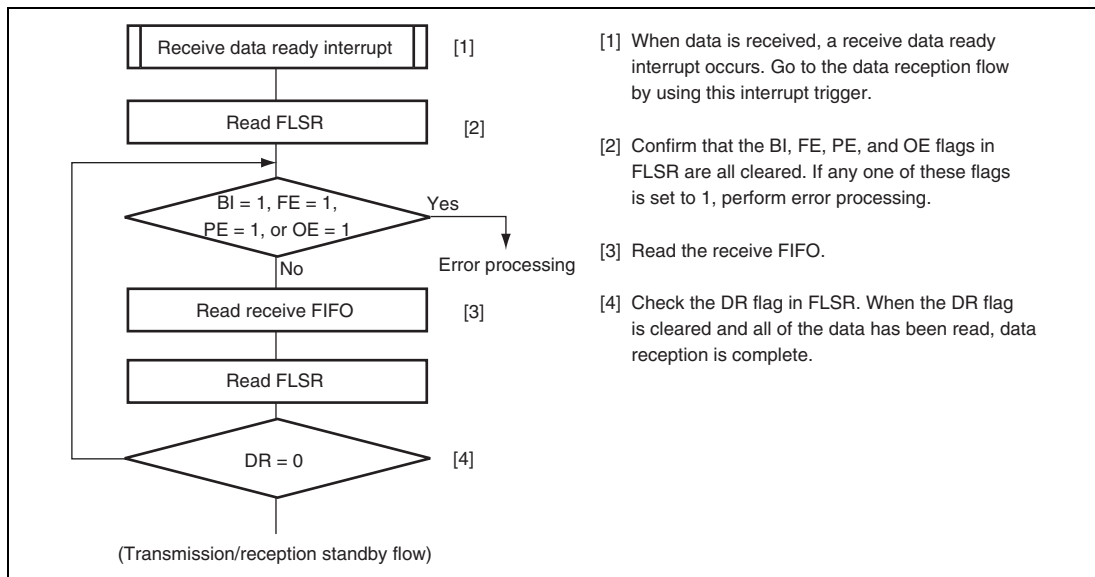 Receive data ready interrupt
[1]
Read FLSR
[2]
BI = 1, FE = 1,
PE = 1, or OE = 1
Yes
Error processing
No
Read receive FIFO
[3]
Read FLSR
DR = 0
[4]
(Transmission/reception standby flow)
[1] When data is received, a receive data ready
interrupt occurs. Go to the data reception flow
by using this interrupt trigger.
[2] Confirm that the BI, FE, PE, and OE flags in
FLSR are all cleared. If any one of these flags
is set to 1, perform error processing.
[3] Read the receive FIFO.
[4] Check the DR flag in FLSR. When the DR flag
is cleared and all of the data has been read, data
reception is complete.